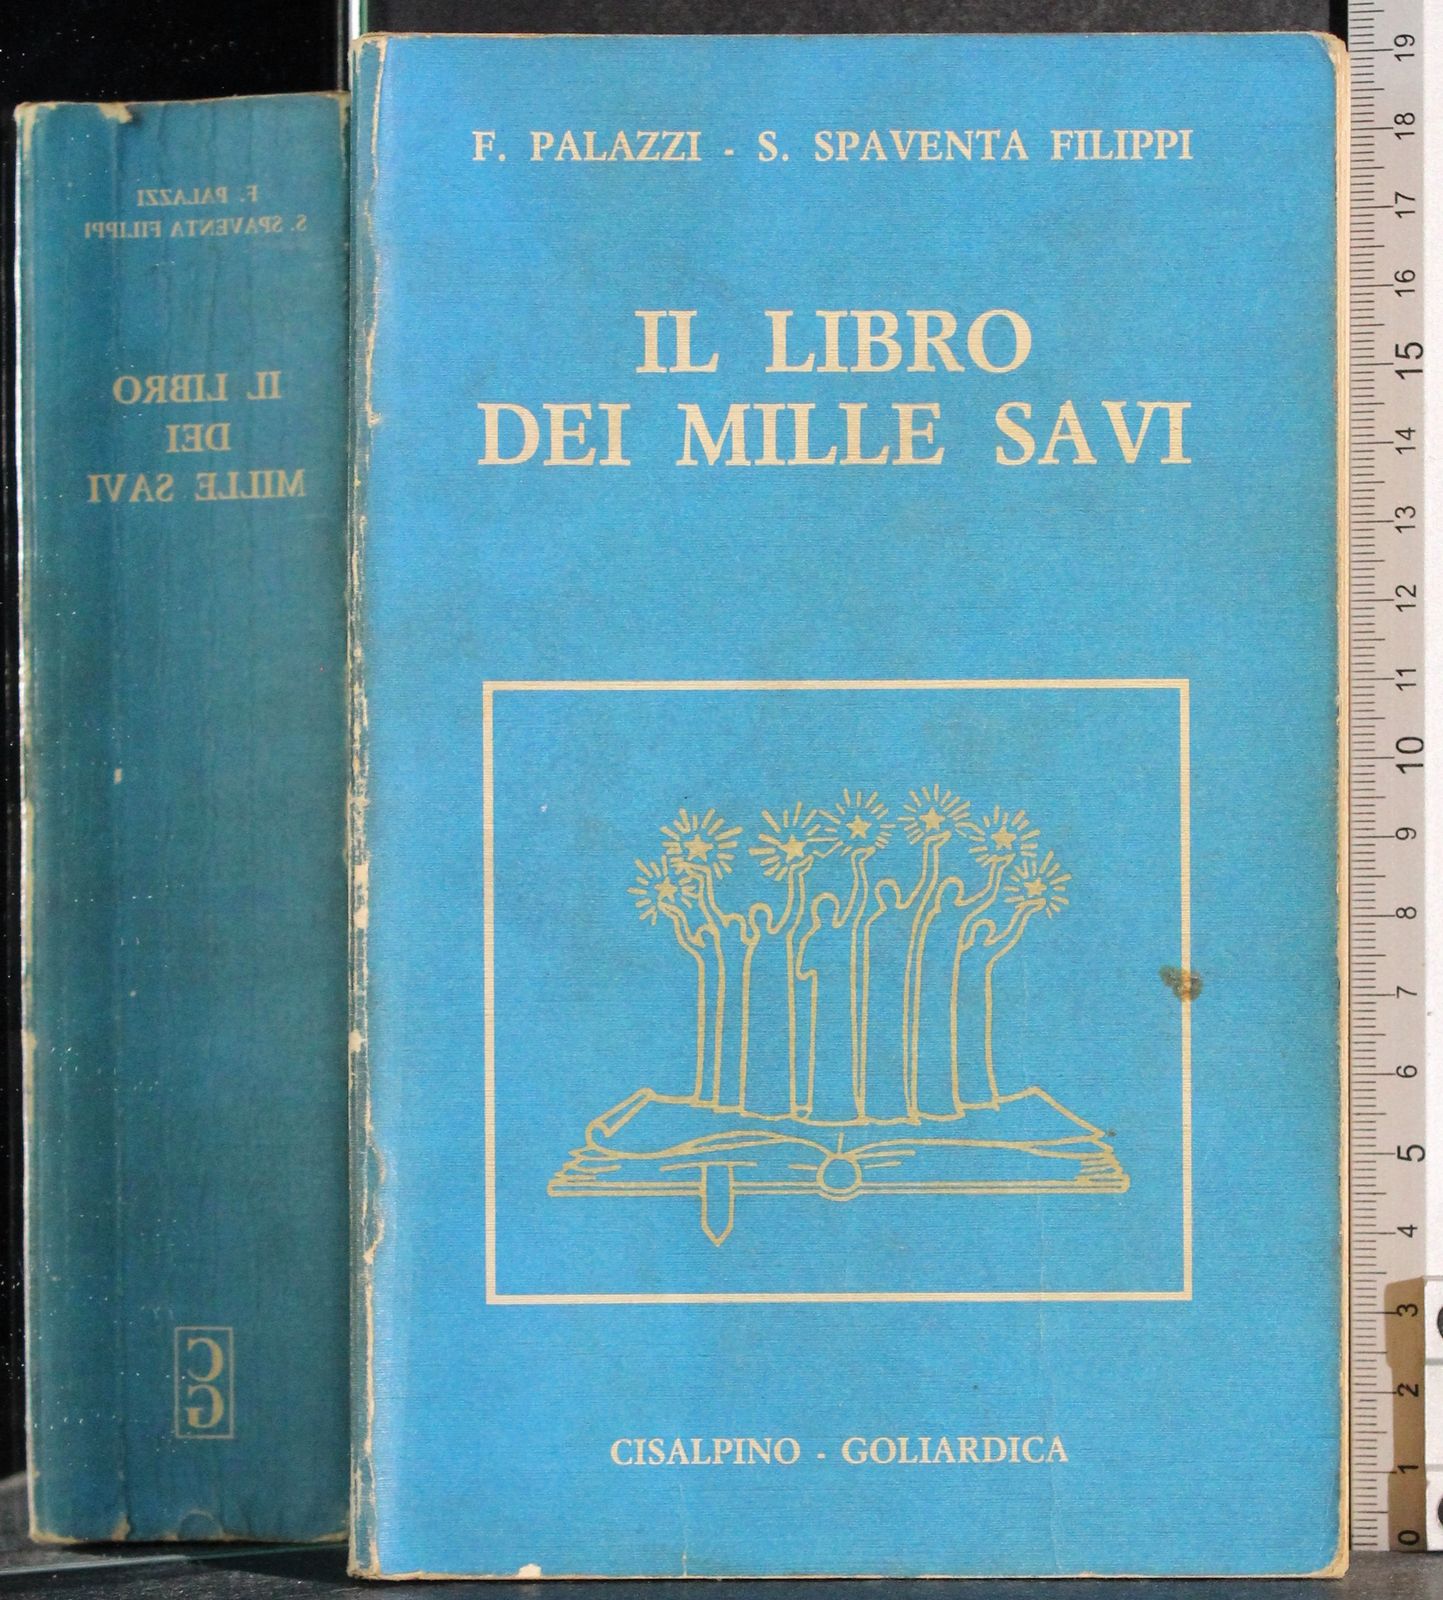 F. PALAZZI - S. SPAVENTA FILIPPI
IL LIBRO
DEI MILLE SAVI
CISALPINO - GOLIARDICA
F. PALAZZI
S. SPAVENTA FILIPPI
IL LIBRO
DEI
MILLE SAVI
C
G
19
18
17
16
15
14
13
12
11
10
9
8
7
6
5
4
3
2
1
0